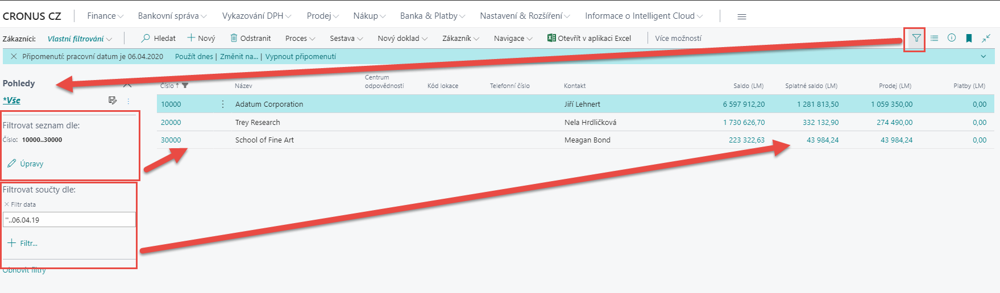 CRONUS CZ Finance Bankovní správa Vykazování DPH Prodej Nákup Banka & Platby Nastavení & Rozšíření Informace o Intelligent Cloud
Zákazníci: Vlastní filtrování Hledat Nový Odstranit Proces Sestava Nový doklad Zákazník Navigace Otevřít v aplikaci Excel Více možností
Připomenutí: pracovní datum je 06.04.2020 Použít dnes | Změnit na... | Vypnout připomenutí
Pohledy
*Vše
Filtrovat seznam dle:
Číslo: 10000..30000
Úpravy
Filtrovat součty dle:
× Filtr data
''..06.04.19
Filtr...
Obnovit filtry
Číslo ↑ Název Centrum odpovědnosti Kód lokace Telefonní číslo Kontakt Saldo (LM) Splatné saldo (LM) Prodej (LM) Platby (LM)
10000 Adatum Corporation Jiří Lehnert 6 597 912,20 1 281 813,50 1 059 350,00 0,00
20000 Trey Research Nela Hrdličková 1 730 626,70 332 132,90 274 490,00 0,00
30000 School of Fine Art Meagan Bond 223 322,63 43 984,24 43 984,24 0,00